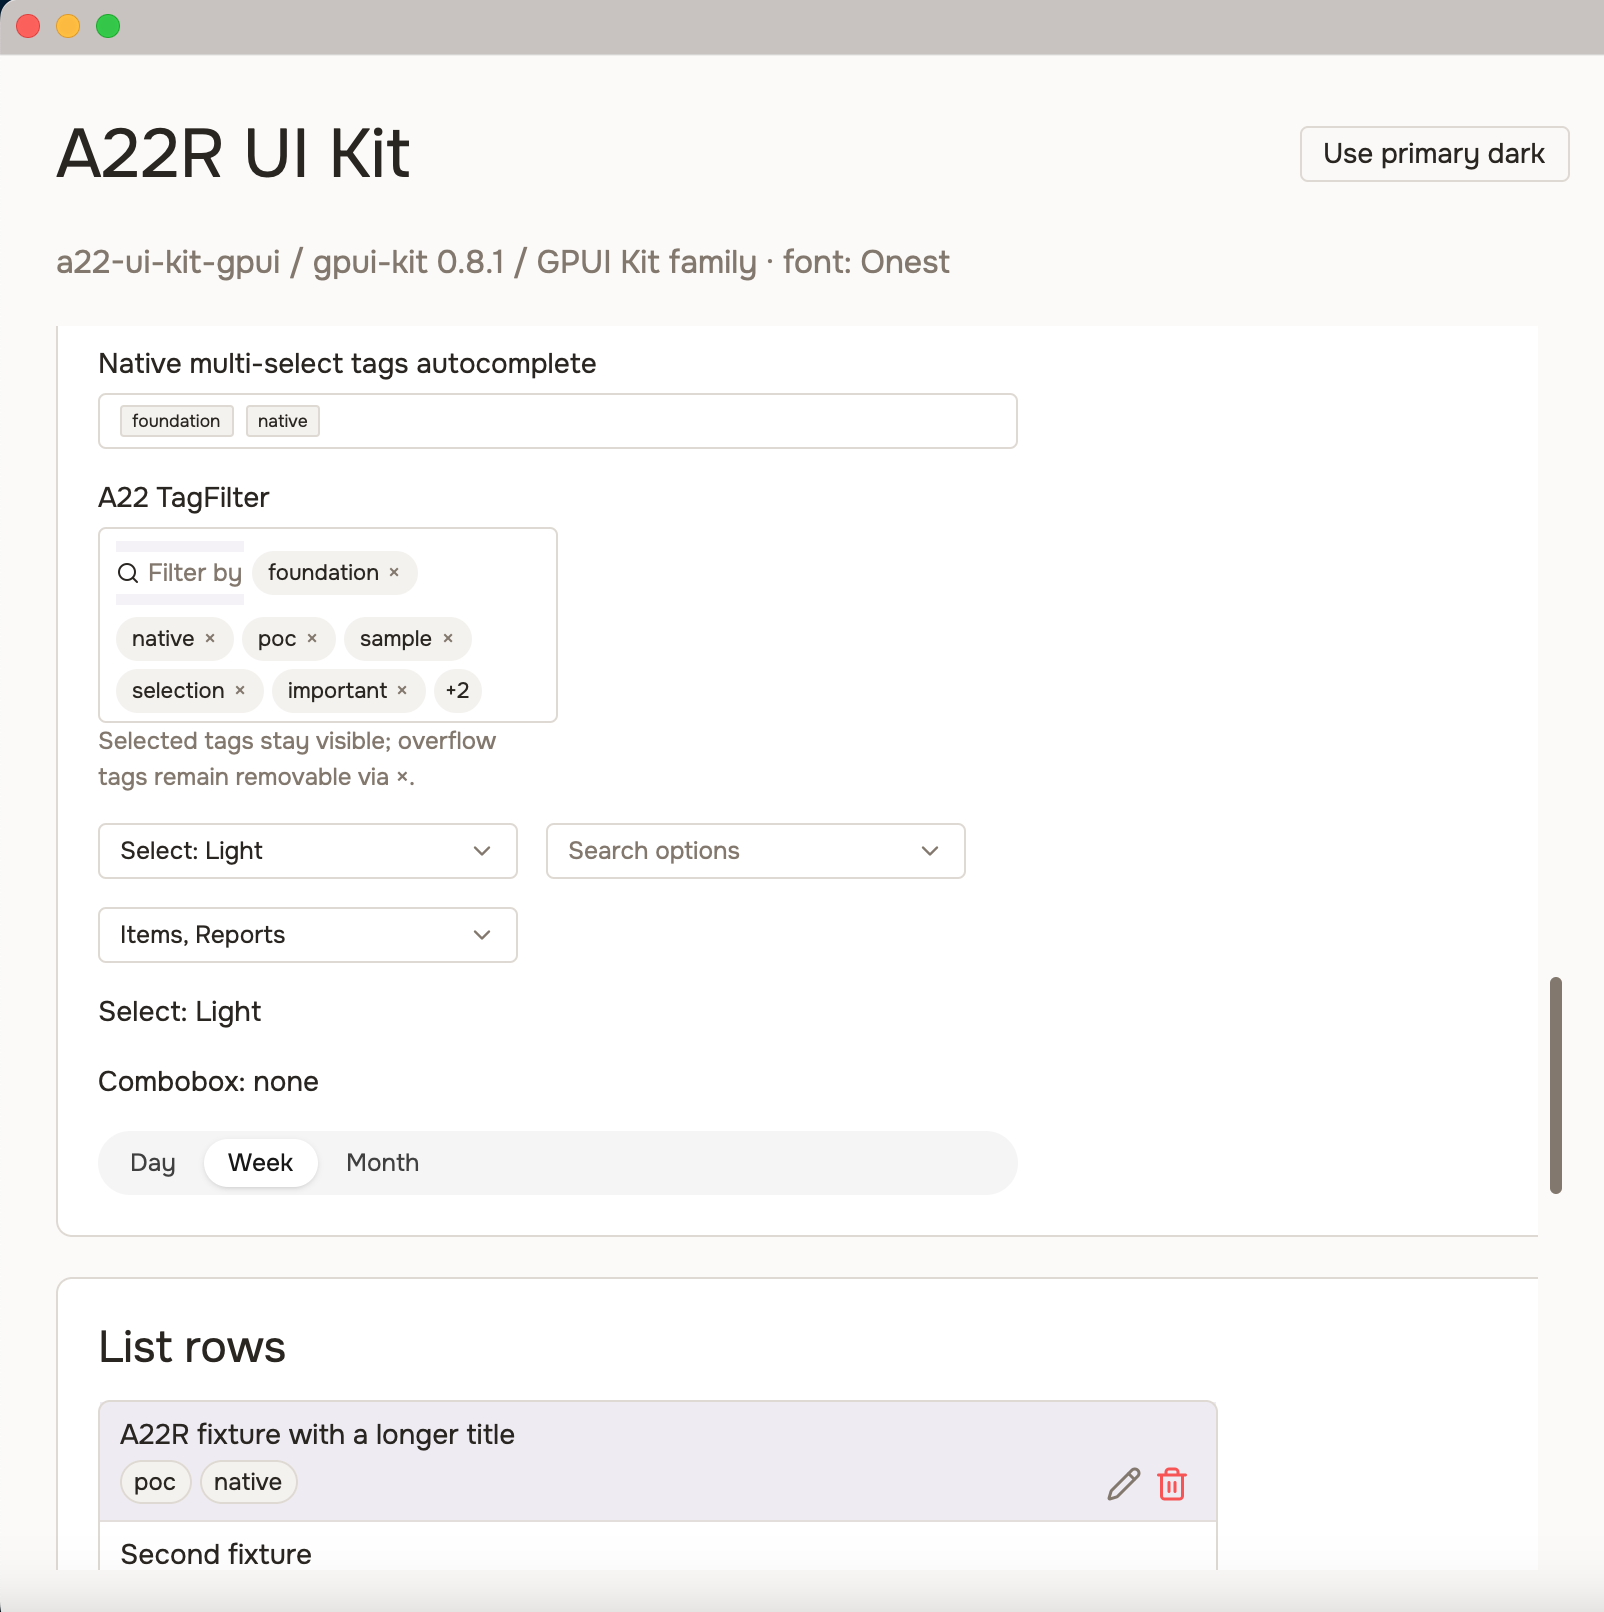 A22R UI Kit
Use primary dark
a22-ui-kit-gpui / gpui-kit 0.8.1 / GPUI Kit family · font: Onest
Native multi-select tags autocomplete
foundation native
A22 TagFilter
Filter by foundation ×
native × poc × sample ×
selection × important × +2
Selected tags stay visible; overflow
tags remain removable via ×.
Select: Light
Search options
Items, Reports
Select: Light
Combobox: none
Day Week Month
List rows
A22R fixture with a longer title
poc native
Second fixture